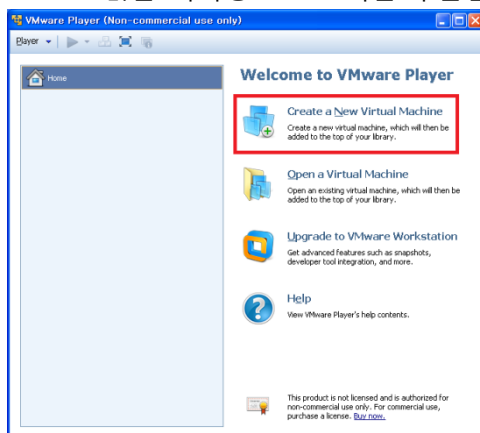 VMware Player (Non-commercial use only)
Player
Home
Welcome to VMware Player
Create a New Virtual Machine
Create a new virtual machine, which will then be
added to the top of your library.
Open a Virtual Machine
Open an existing virtual machine, which will then be
added to the top of your library.
Upgrade to VMware Workstation
Get advanced features such as snapshots,
developer tool integration, and more.
Help
View VMware Player's help contents.
This product is not licensed and is authorized for
non-commercial use only. For commercial use,
purchase a license. Buy now.